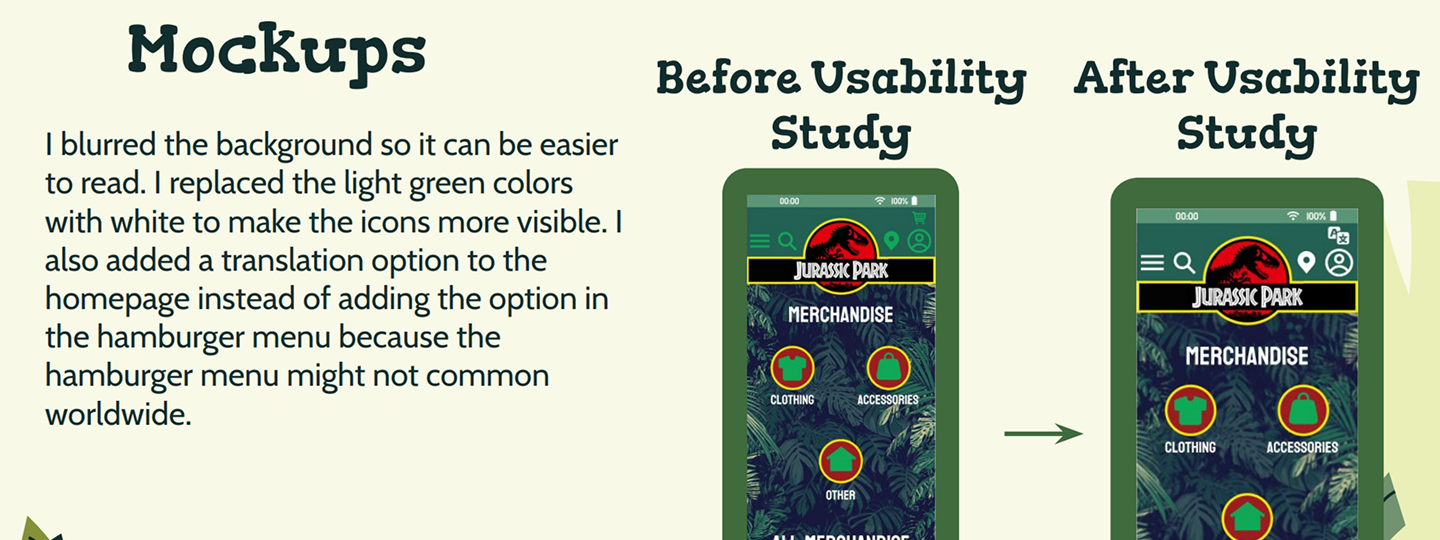 Mockups
I blurred the background so it can be easier
to read. I replaced the light green colors
with white to make the icons more visible. I
also added a translation option to the
homepage instead of adding the option in
the hamburger menu because the
hamburger menu might not common
worldwide.
Before Usability
Study
00:00 100%
JURASSIC PARK
MERCHANDISE
CLOTHING ACCESSORIES
OTHER
ALL MERCHANDISE
After Usability
Study
00:00 100%
JURASSIC PARK
MERCHANDISE
CLOTHING ACCESSORIES